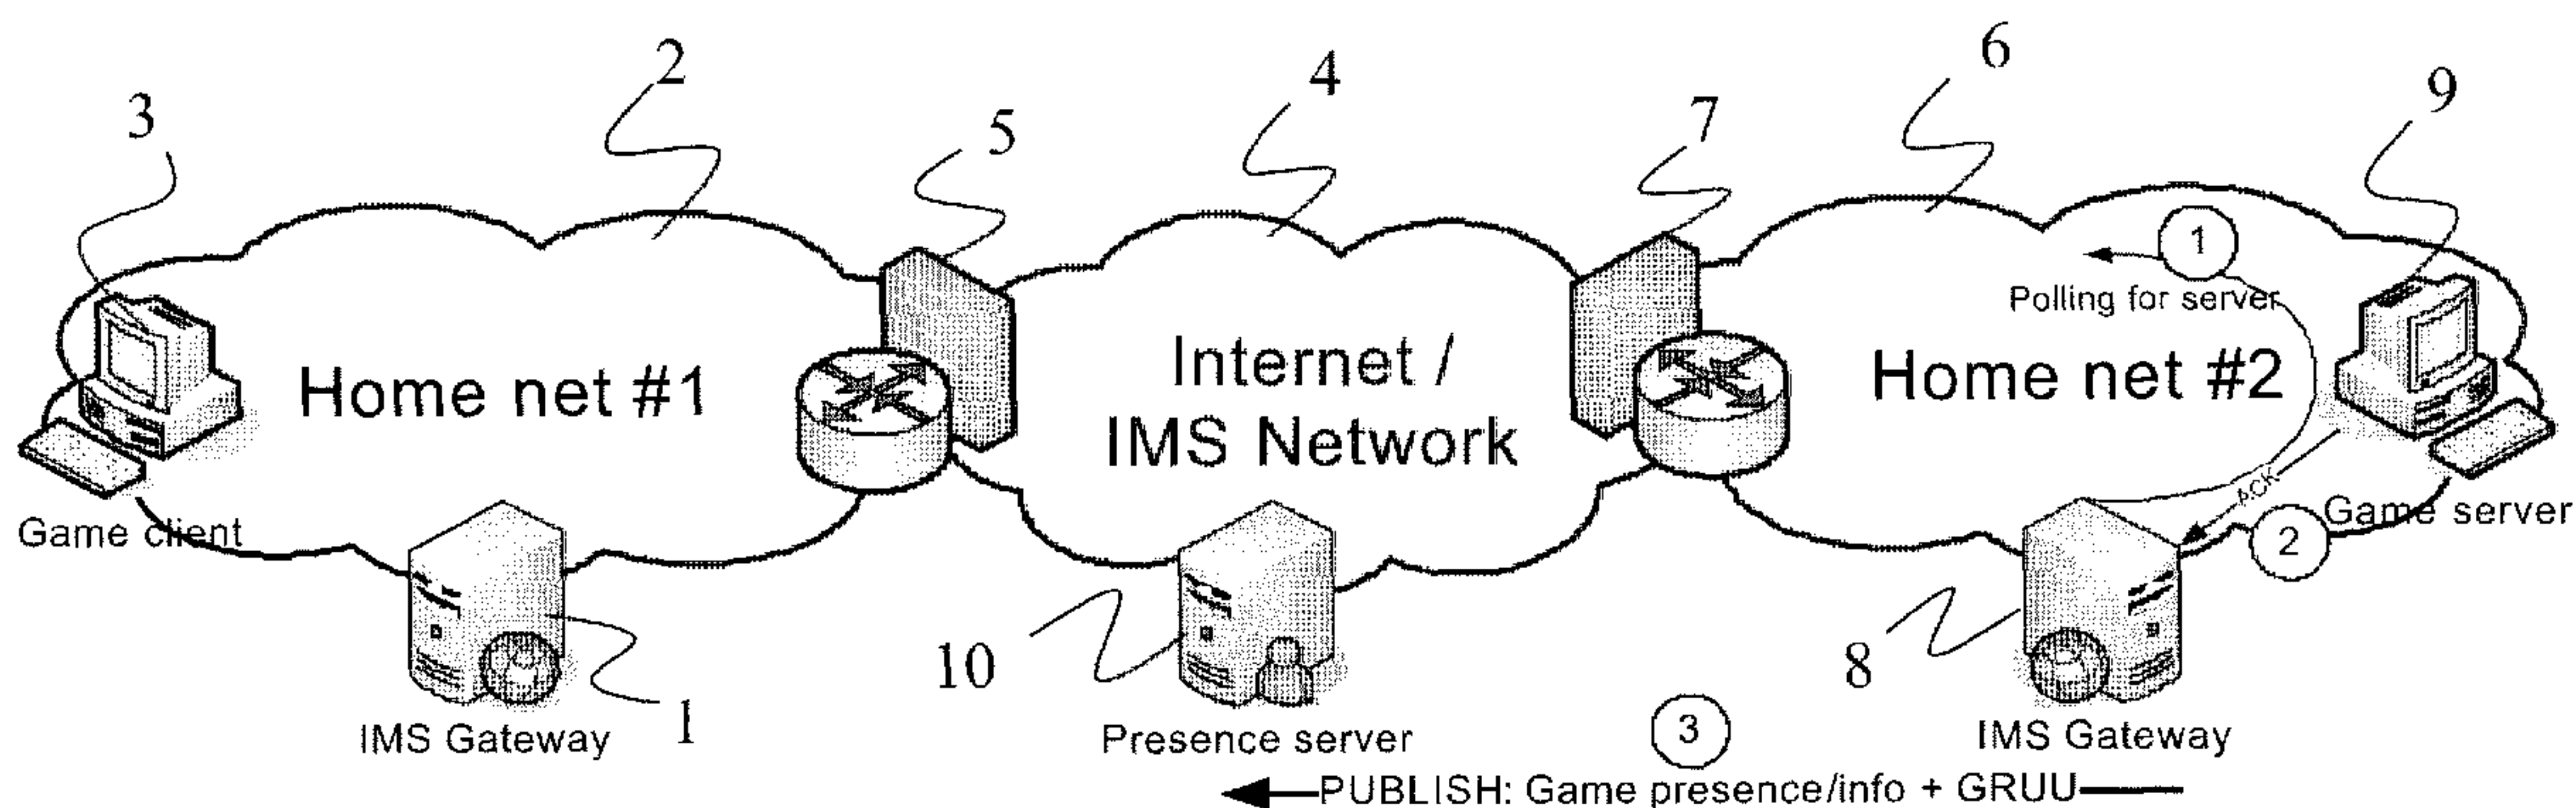 2
4
6
3
5
7
9
1
Polling for server
Home net #1
Internet /
IMS Network
Home net #2
ACK
Game client
Game server
2
10
8
1
3
IMS Gateway
Presence server
IMS Gateway
PUBLISH: Game presence/info + GRUU